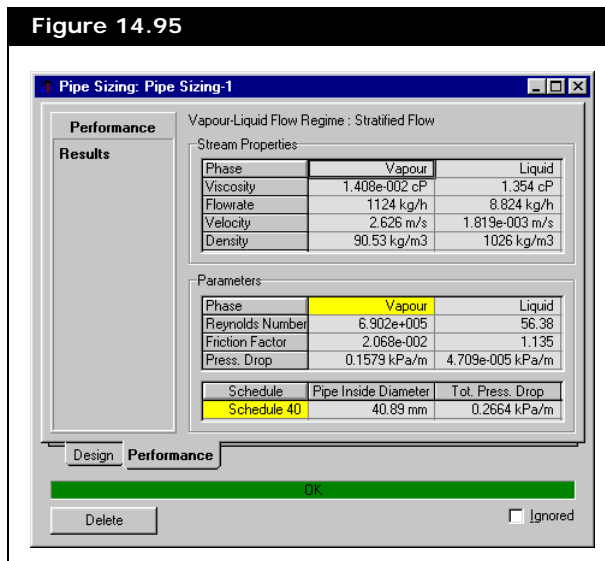 Figure 14.95
Pipe Sizing: Pipe Sizing-1
Performance
Results
Vapour-Liquid Flow Regime : Stratified Flow
Stream Properties
Phase Vapour Liquid
Viscosity 1.408e-002 cP 1.354 cP
Flowrate 1124 kg/h 8.824 kg/h
Velocity 2.626 m/s 1.819e-003 m/s
Density 90.53 kg/m3 1026 kg/m3
Parameters
Phase Vapour Liquid
Reynolds Number 6.902e+005 56.38
Friction Factor 2.068e-002 1.135
Press. Drop 0.1579 kPa/m 4.709e-005 kPa/m
Schedule Pipe Inside Diameter Tot. Press. Drop
Schedule 40 40.89 mm 0.2664 kPa/m
Design Performance
OK
Delete Ignored